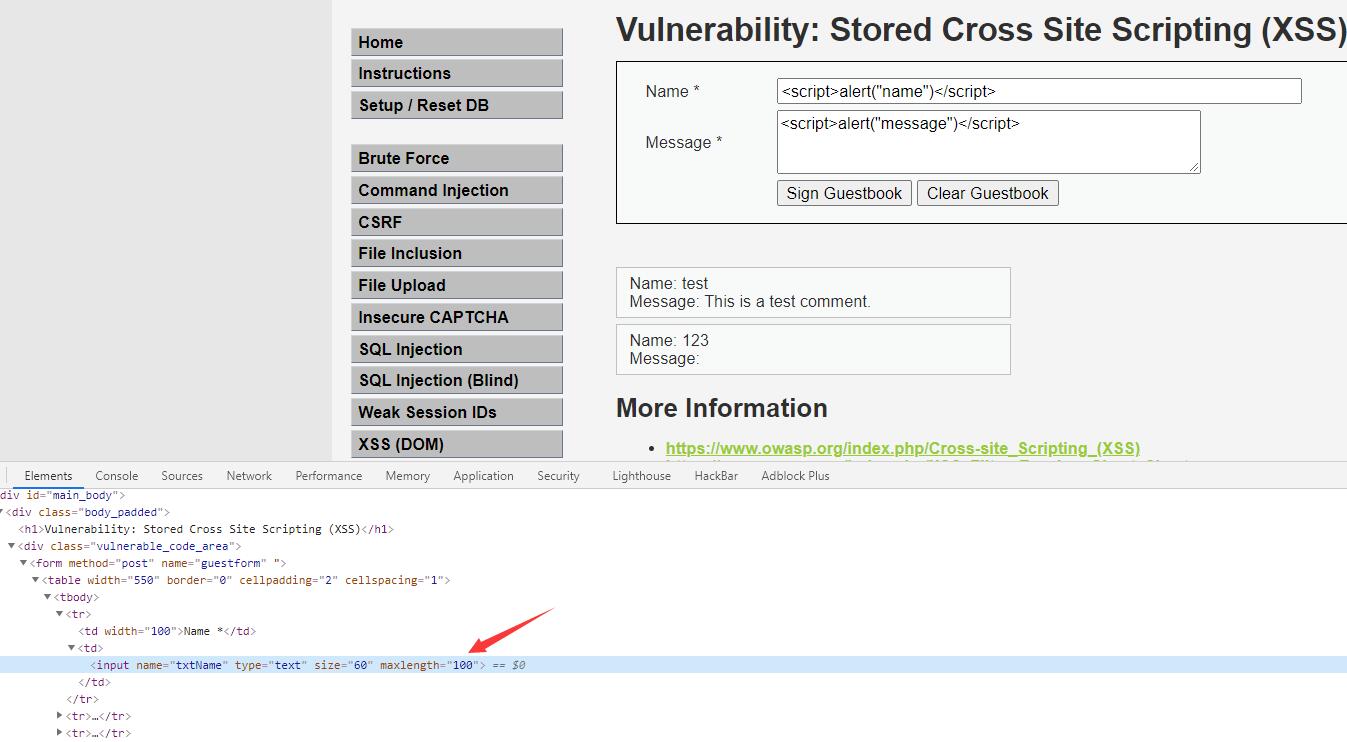 Home
Instructions
Setup / Reset DB
Brute Force
Command Injection
CSRF
File Inclusion
File Upload
Insecure CAPTCHA
SQL Injection
SQL Injection (Blind)
Weak Session IDs
XSS (DOM)
Vulnerability: Stored Cross Site Scripting (XSS)
Name * <script>alert("name")</script>
Message * <script>alert("message")</script>
Sign Guestbook Clear Guestbook
Name: test
Message: This is a test comment.
Name: 123
Message:
More Information
https://www.owasp.org/index.php/Cross-site_Scripting_(XSS)
Elements Console Sources Network Performance Memory Application Security Lighthouse HackBar Adblock Plus
div id="main_body">
<div class="body_padded">
<h1>Vulnerability: Stored Cross Site Scripting (XSS)</h1>
<div class="vulnerable_code_area">
<form method="post" name="guestform" ">
<table width="550" border="0" cellpadding="2" cellspacing="1">
<tbody>
<tr>
<td width="100">Name *</td>
<td>
<input name="txtName" type="text" size="60" maxlength="100"> == $0
</td>
</tr>
<tr>…</tr>
<tr>…</tr>